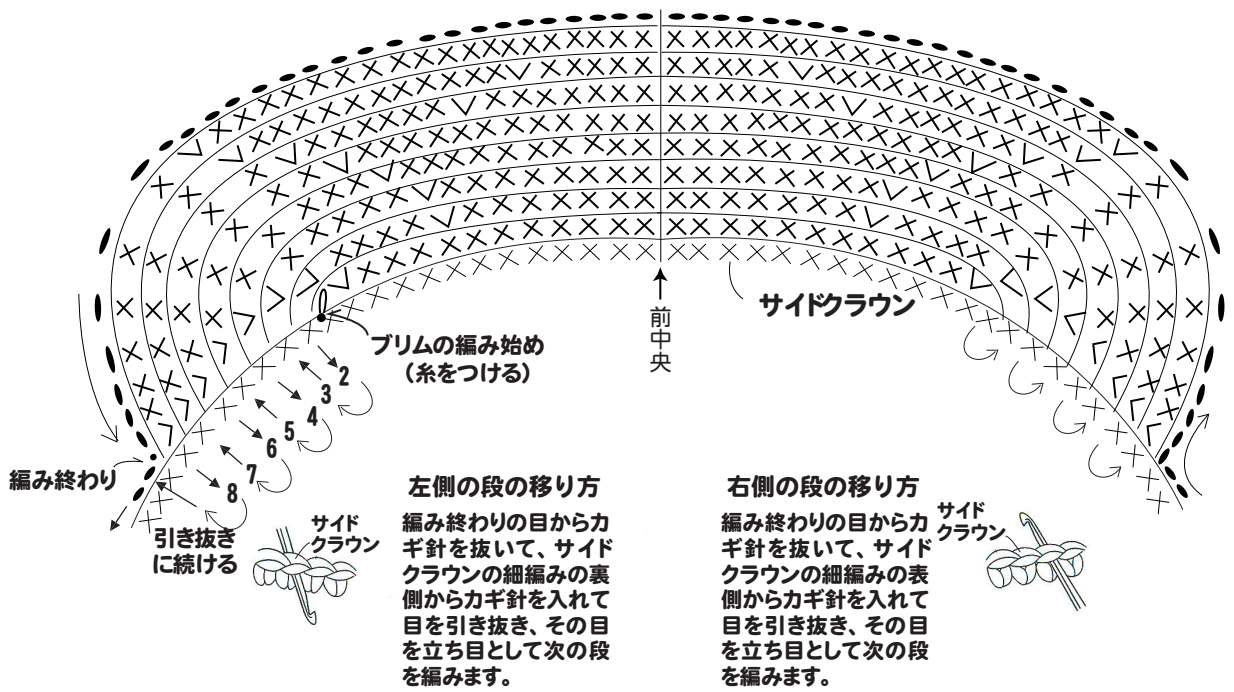 サイドクラウン
前中央
ブリムの編み始め
(糸をつける)
2
3
4
5
6
7
8
編み終わり
引き抜き
に続ける
サイド
クラウン
左側の段の移り方
編み終わりの目からカ
ギ針を抜いて、サイド
クラウンの細編みの裏
側からカギ針を入れて
目を引き抜き、その目
を立ち目として次の段
を編みます。
右側の段の移り方
編み終わりの目からカ
ギ針を抜いて、サイド
クラウンの細編みの表
側からカギ針を入れて
目を引き抜き、その目
を立ち目として次の段
を編みます。
サイド
クラウン